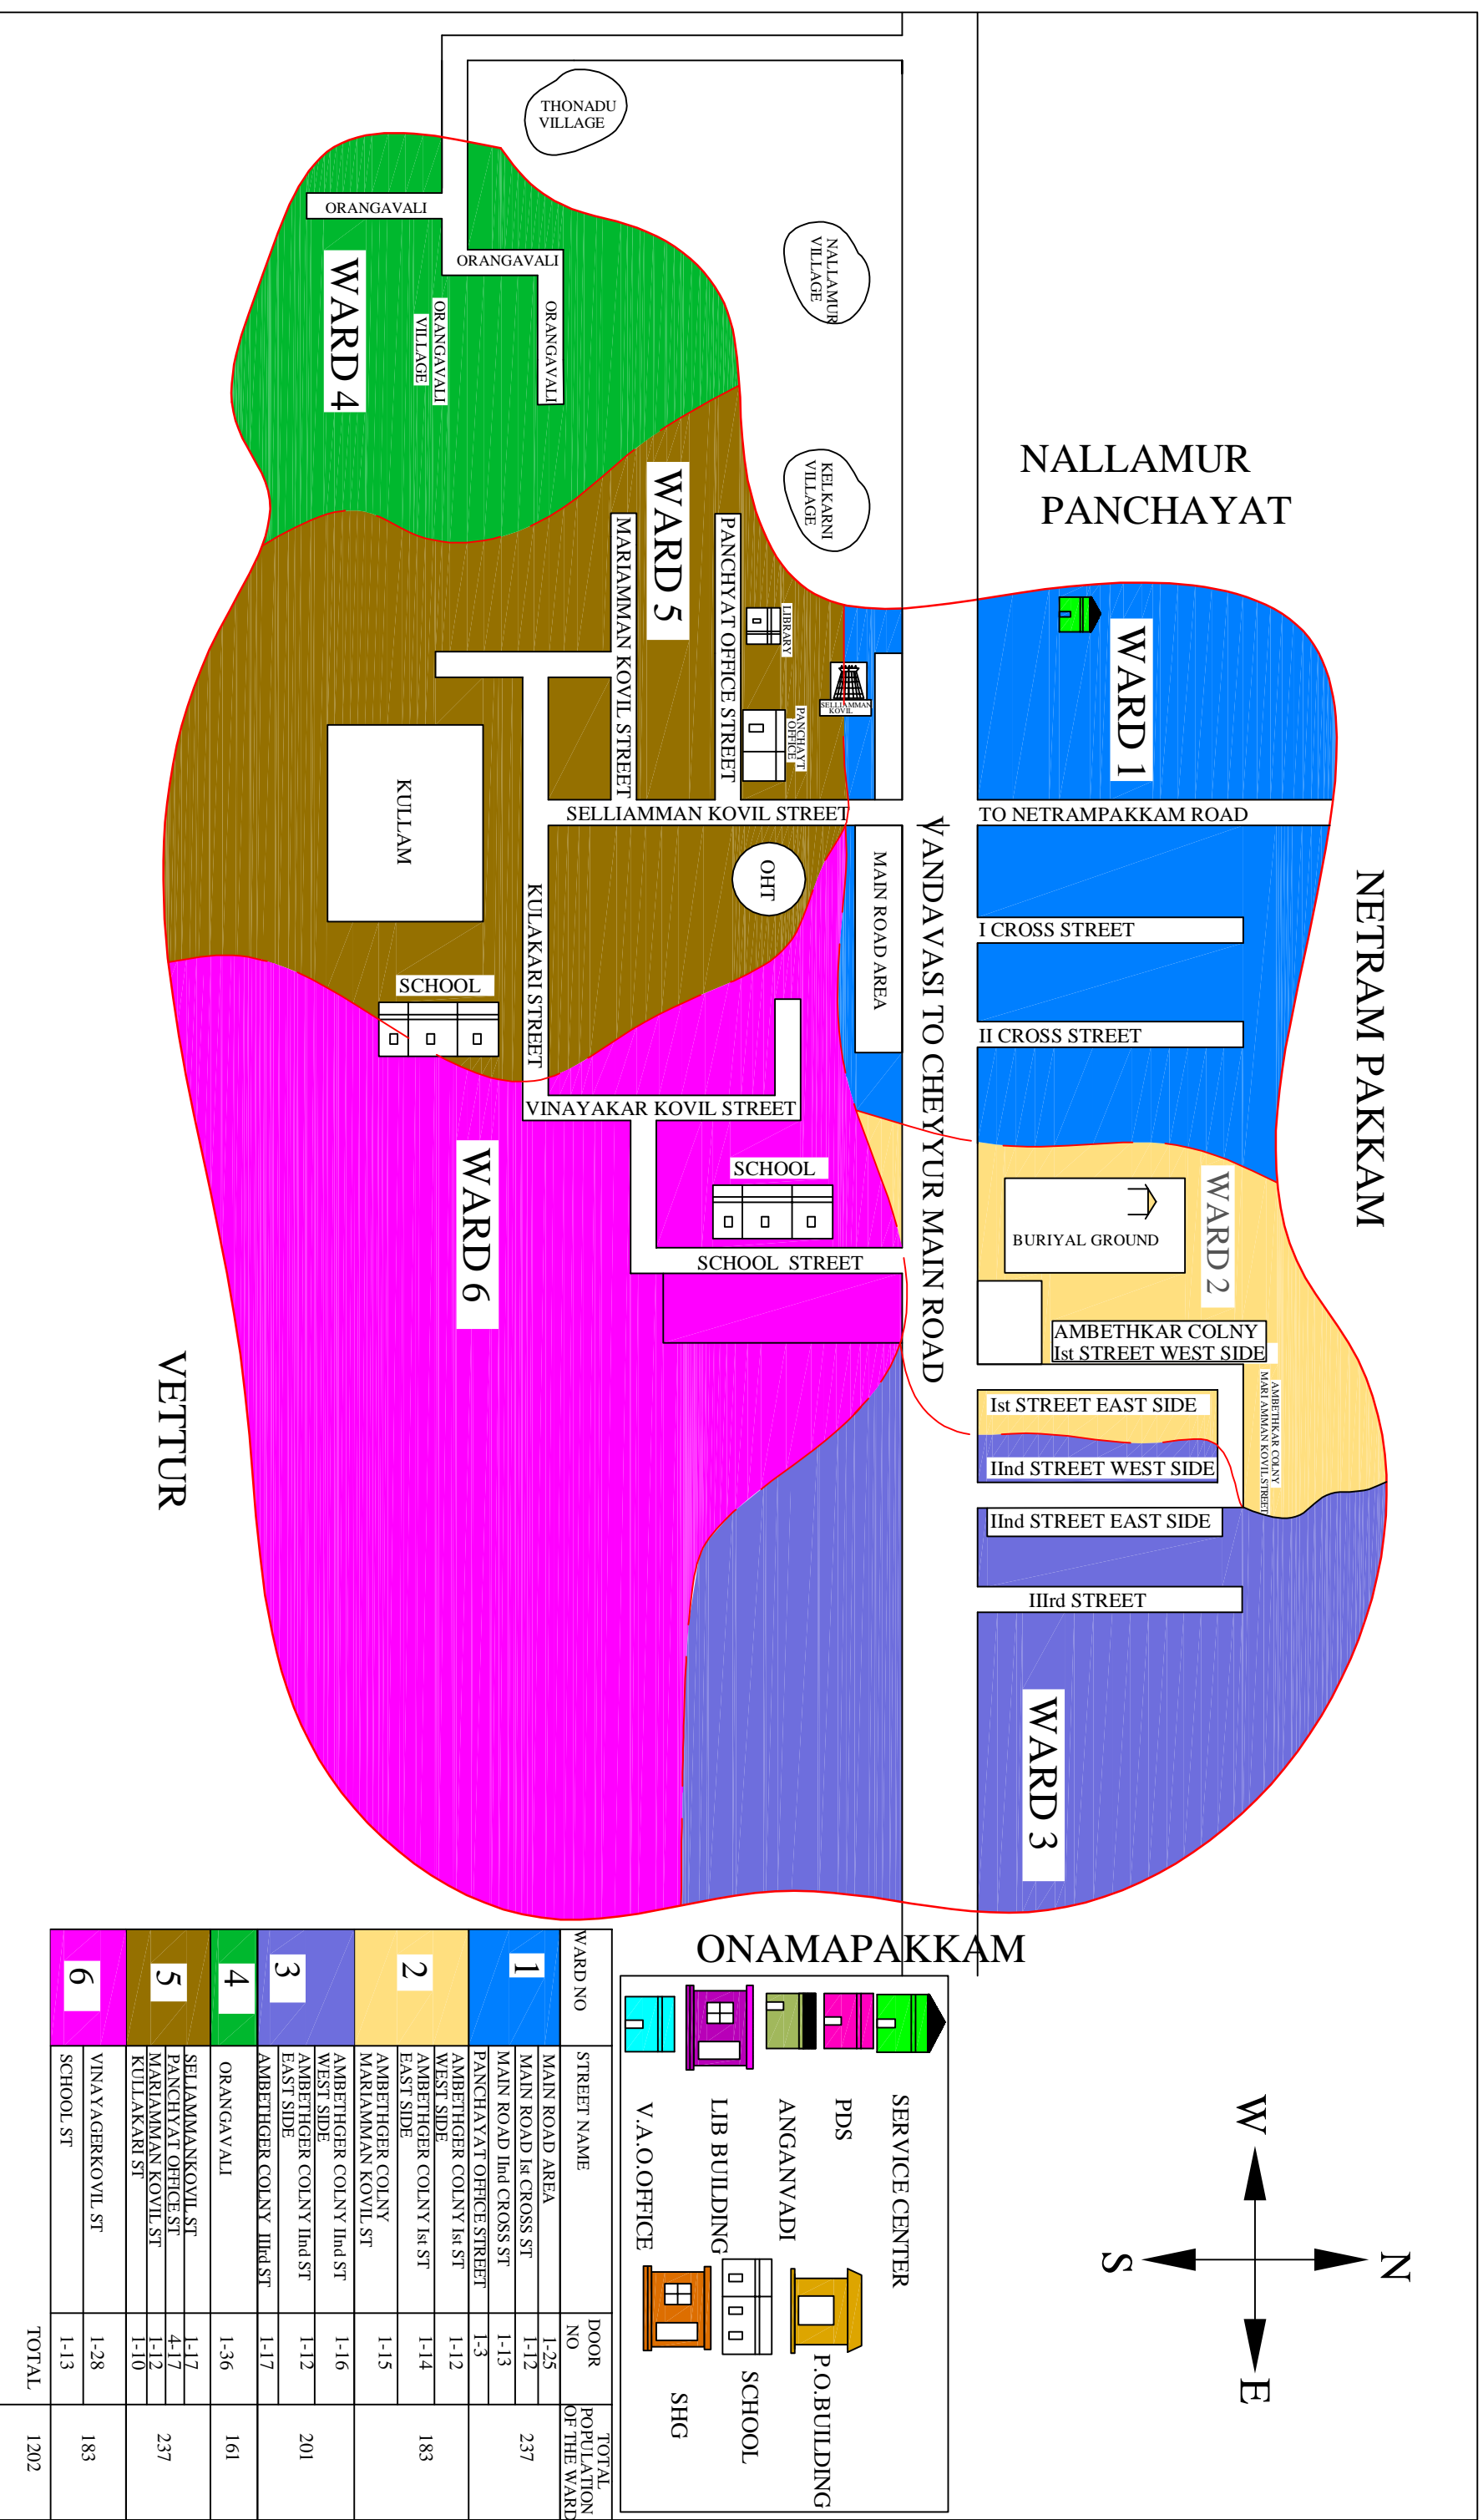 THONADU
VILLAGE
NALLAMUR
VILLAGE
KELKARNI
VILLAGE
NALLAMUR
PANCHAYAT
NETRAM PAKKAM
ORANGAVALI
ORANGAVALI
ORANGAVALI
ORANGAVALI
VILLAGE
WARD 4
WARD 5
MARIAMMAN KOVIL STREET
PANCHYAT OFFICE STREET
LIBRARY
PANCHAYT
OFFICE
SELLIAMMAN
KOVIL
WARD 1
SELLIAMMAN KOVIL STREET
TO NETRAMPAKKAM ROAD
KULLAM
OHT
MAIN ROAD AREA
VANDAVASI TO CHEYYUR MAIN ROAD
I CROSS STREET
II CROSS STREET
KULAKARI STREET
SCHOOL
VINAYAKAR KOVIL STREET
SCHOOL
SCHOOL STREET
WARD 6
WARD 2
BURIYAL GROUND
AMBETHKAR COLNY
Ist STREET WEST SIDE
AMBETHKAR COLNY
MARI AMMAN KOVIL STREET
Ist STREET EAST SIDE
IInd STREET WEST SIDE
IInd STREET EAST SIDE
IIIrd STREET
WARD 3
VETTUR
ONAMAPAKKAM
N
W
E
S
SERVICE CENTER
PDS
ANGANVADI
LIB BUILDING
V.A.O.OFFICE
P.O.BUILDING
SCHOOL
SHG
WARD NO STREET NAME DOOR NO TOTAL POPULATION OF THE WARD
1 MAIN ROAD AREA 1-25 237
MAIN ROAD Ist CROSS ST 1-12
MAIN ROAD IInd CROSS ST 1-13
PANCHAYAT OFFICE STREET 1-3
2 AMBETHGER COLNY Ist ST WEST SIDE 1-12 183
AMBETHGER COLNY Ist ST EAST SIDE 1-14
AMBETHGER COLNY MARIAMMAN KOVIL ST 1-15
3 AMBETHGER COLNY IInd ST WEST SIDE 1-16 201
AMBETHGER COLNY IInd ST EAST SIDE 1-12
AMBETHGER COLNY IIIrd ST 1-17
4 ORANGAVALI 1-36 161
5 SELIAMMANKOVIL ST 1-17 237
PANCHYAT OFFICE ST 4-17
MARIAMMAN KOVIL ST 1-12
KULLAKARI ST 1-10
6 VINAYAGERKOVIL ST 1-28 183
SCHOOL ST 1-13
TOTAL 1202